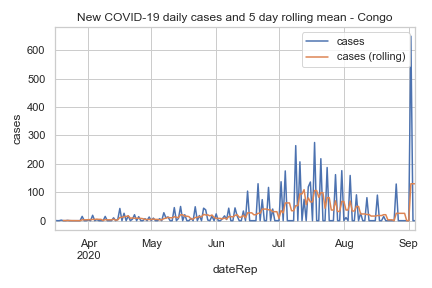 New COVID-19 daily cases and 5 day rolling mean - Congo
cases
cases (rolling)
600
500
400
300
200
100
0
cases
Apr
2020
May
Jun
Jul
Aug
Sep
dateRep